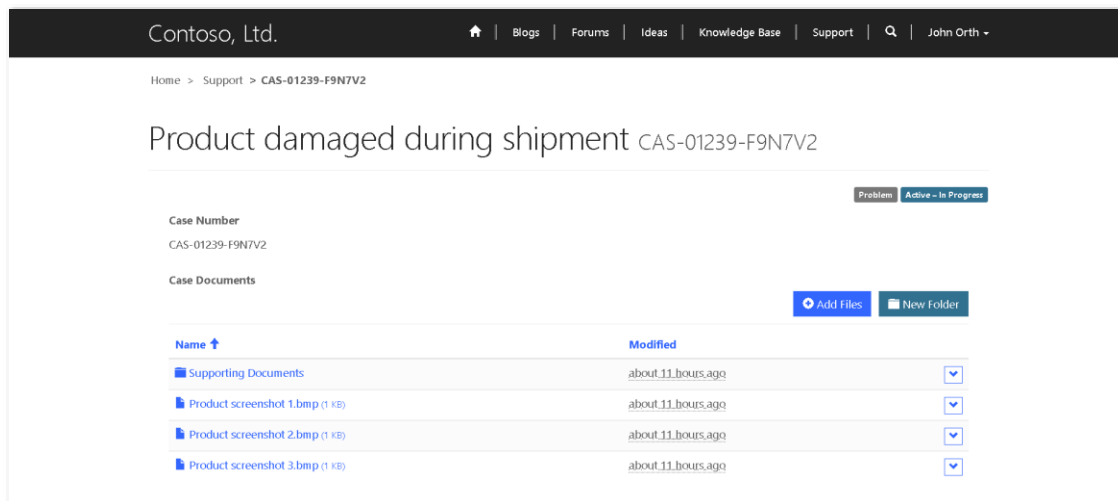 Contoso, Ltd. Blogs Forums Ideas Knowledge Base Support John Orth
Home > Support > CAS-01239-F9N7V2
Product damaged during shipment CAS-01239-F9N7V2
Problem Active – In Progress
Case Number
CAS-01239-F9N7V2
Case Documents
Add Files New Folder
Name Modified
Supporting Documents about 11 hours ago
Product screenshot 1.bmp (1 KB) about 11 hours ago
Product screenshot 2.bmp (1 KB) about 11 hours ago
Product screenshot 3.bmp (1 KB) about 11 hours ago